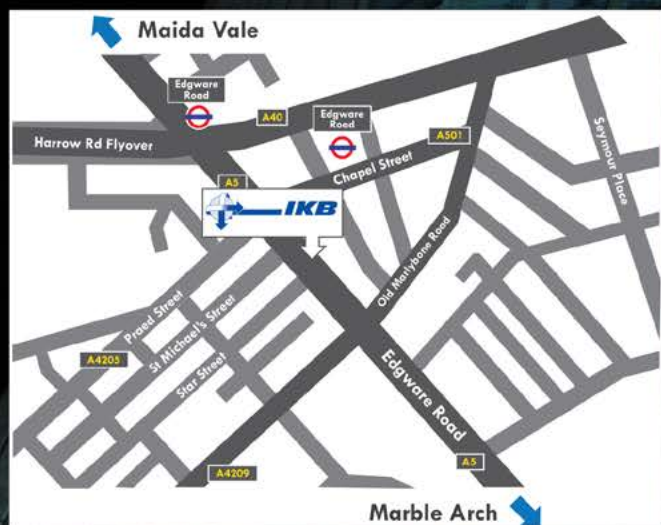 Maida Vale
Edgware
Road
A40
Edgware
Road
A501
Harrow Rd Flyover
Chapel Street
Seymour Place
A5
IKB
Old Marlybone Road
Praed Street
St Michael's Street
A4205
Star Street
Edgware Road
A4209
A5
Marble Arch